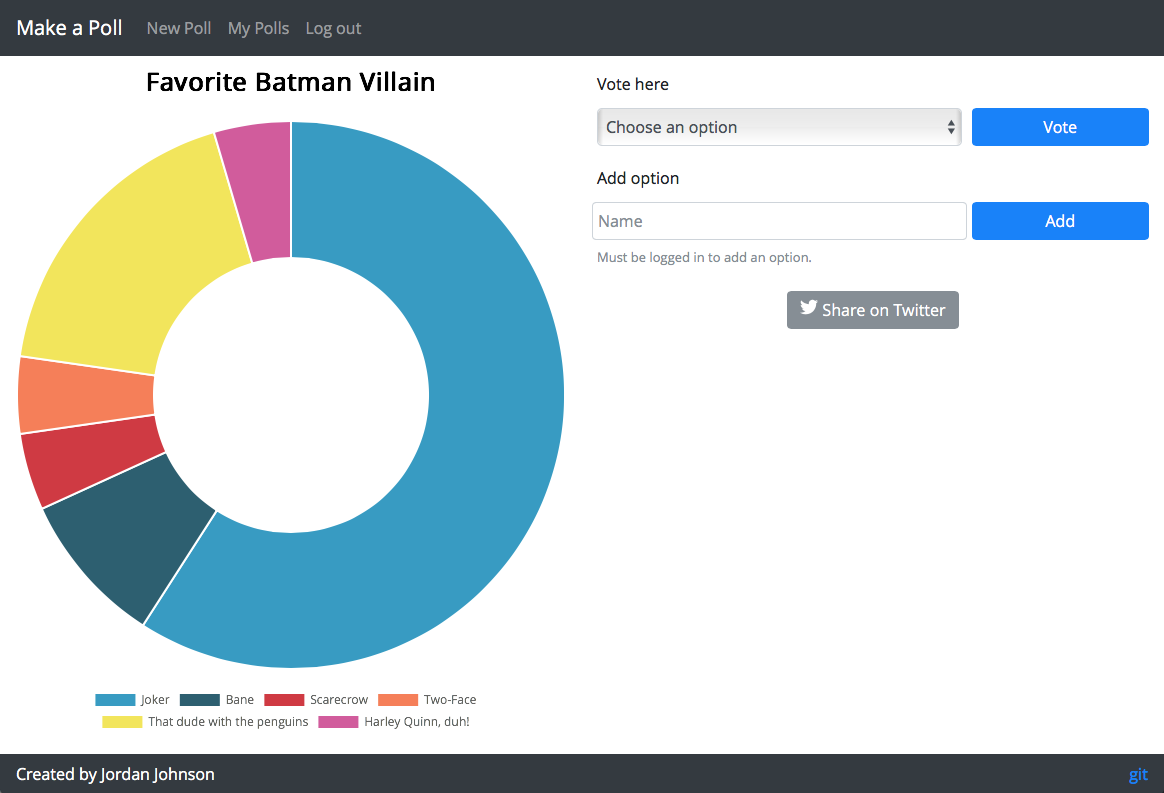 Make a Poll New Poll My Polls Log out
Favorite Batman Villain
Joker Bane Scarecrow Two-Face
That dude with the penguins Harley Quinn, duh!
Vote here
Choose an option Vote
Add option
Name Add
Must be logged in to add an option.
Share on Twitter
Created by Jordan Johnson git